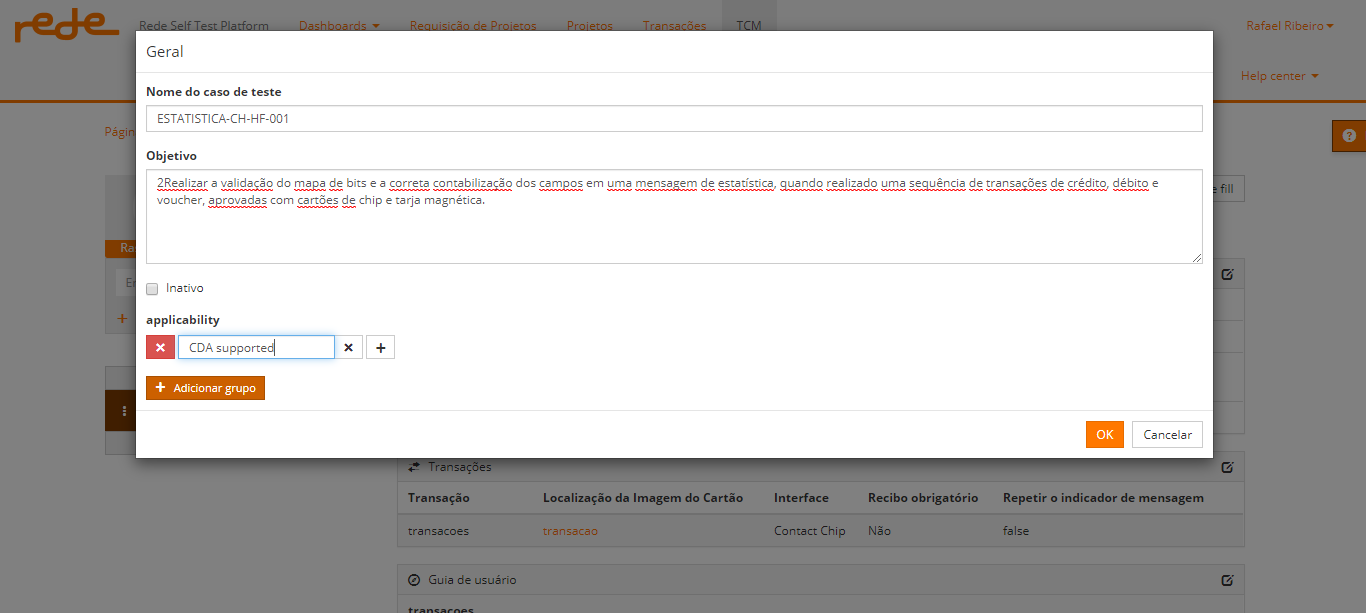 rede Rede Self Test Platform Dashboards Requisição de Projetos Projetos Transações TCM Rafael Ribeiro
Help center
Geral
Nome do caso de teste
ESTATISTICA-CH-HF-001
Págin
Objetivo
2Realizar a validação do mapa de bits e a correta contabilização dos campos em uma mensagem de estatística, quando realizado uma sequência de transações de crédito, débito e
voucher, aprovadas com cartões de chip e tarja magnética.
e fill
Ra
Inativo
applicability
CDA supported
Adicionar grupo
OK Cancelar
Transações
Transação Localização da Imagem do Cartão Interface Recibo obrigatório Repetir o indicador de mensagem
transacoes transacao Contact Chip Não false
Guia de usuário
transacoes